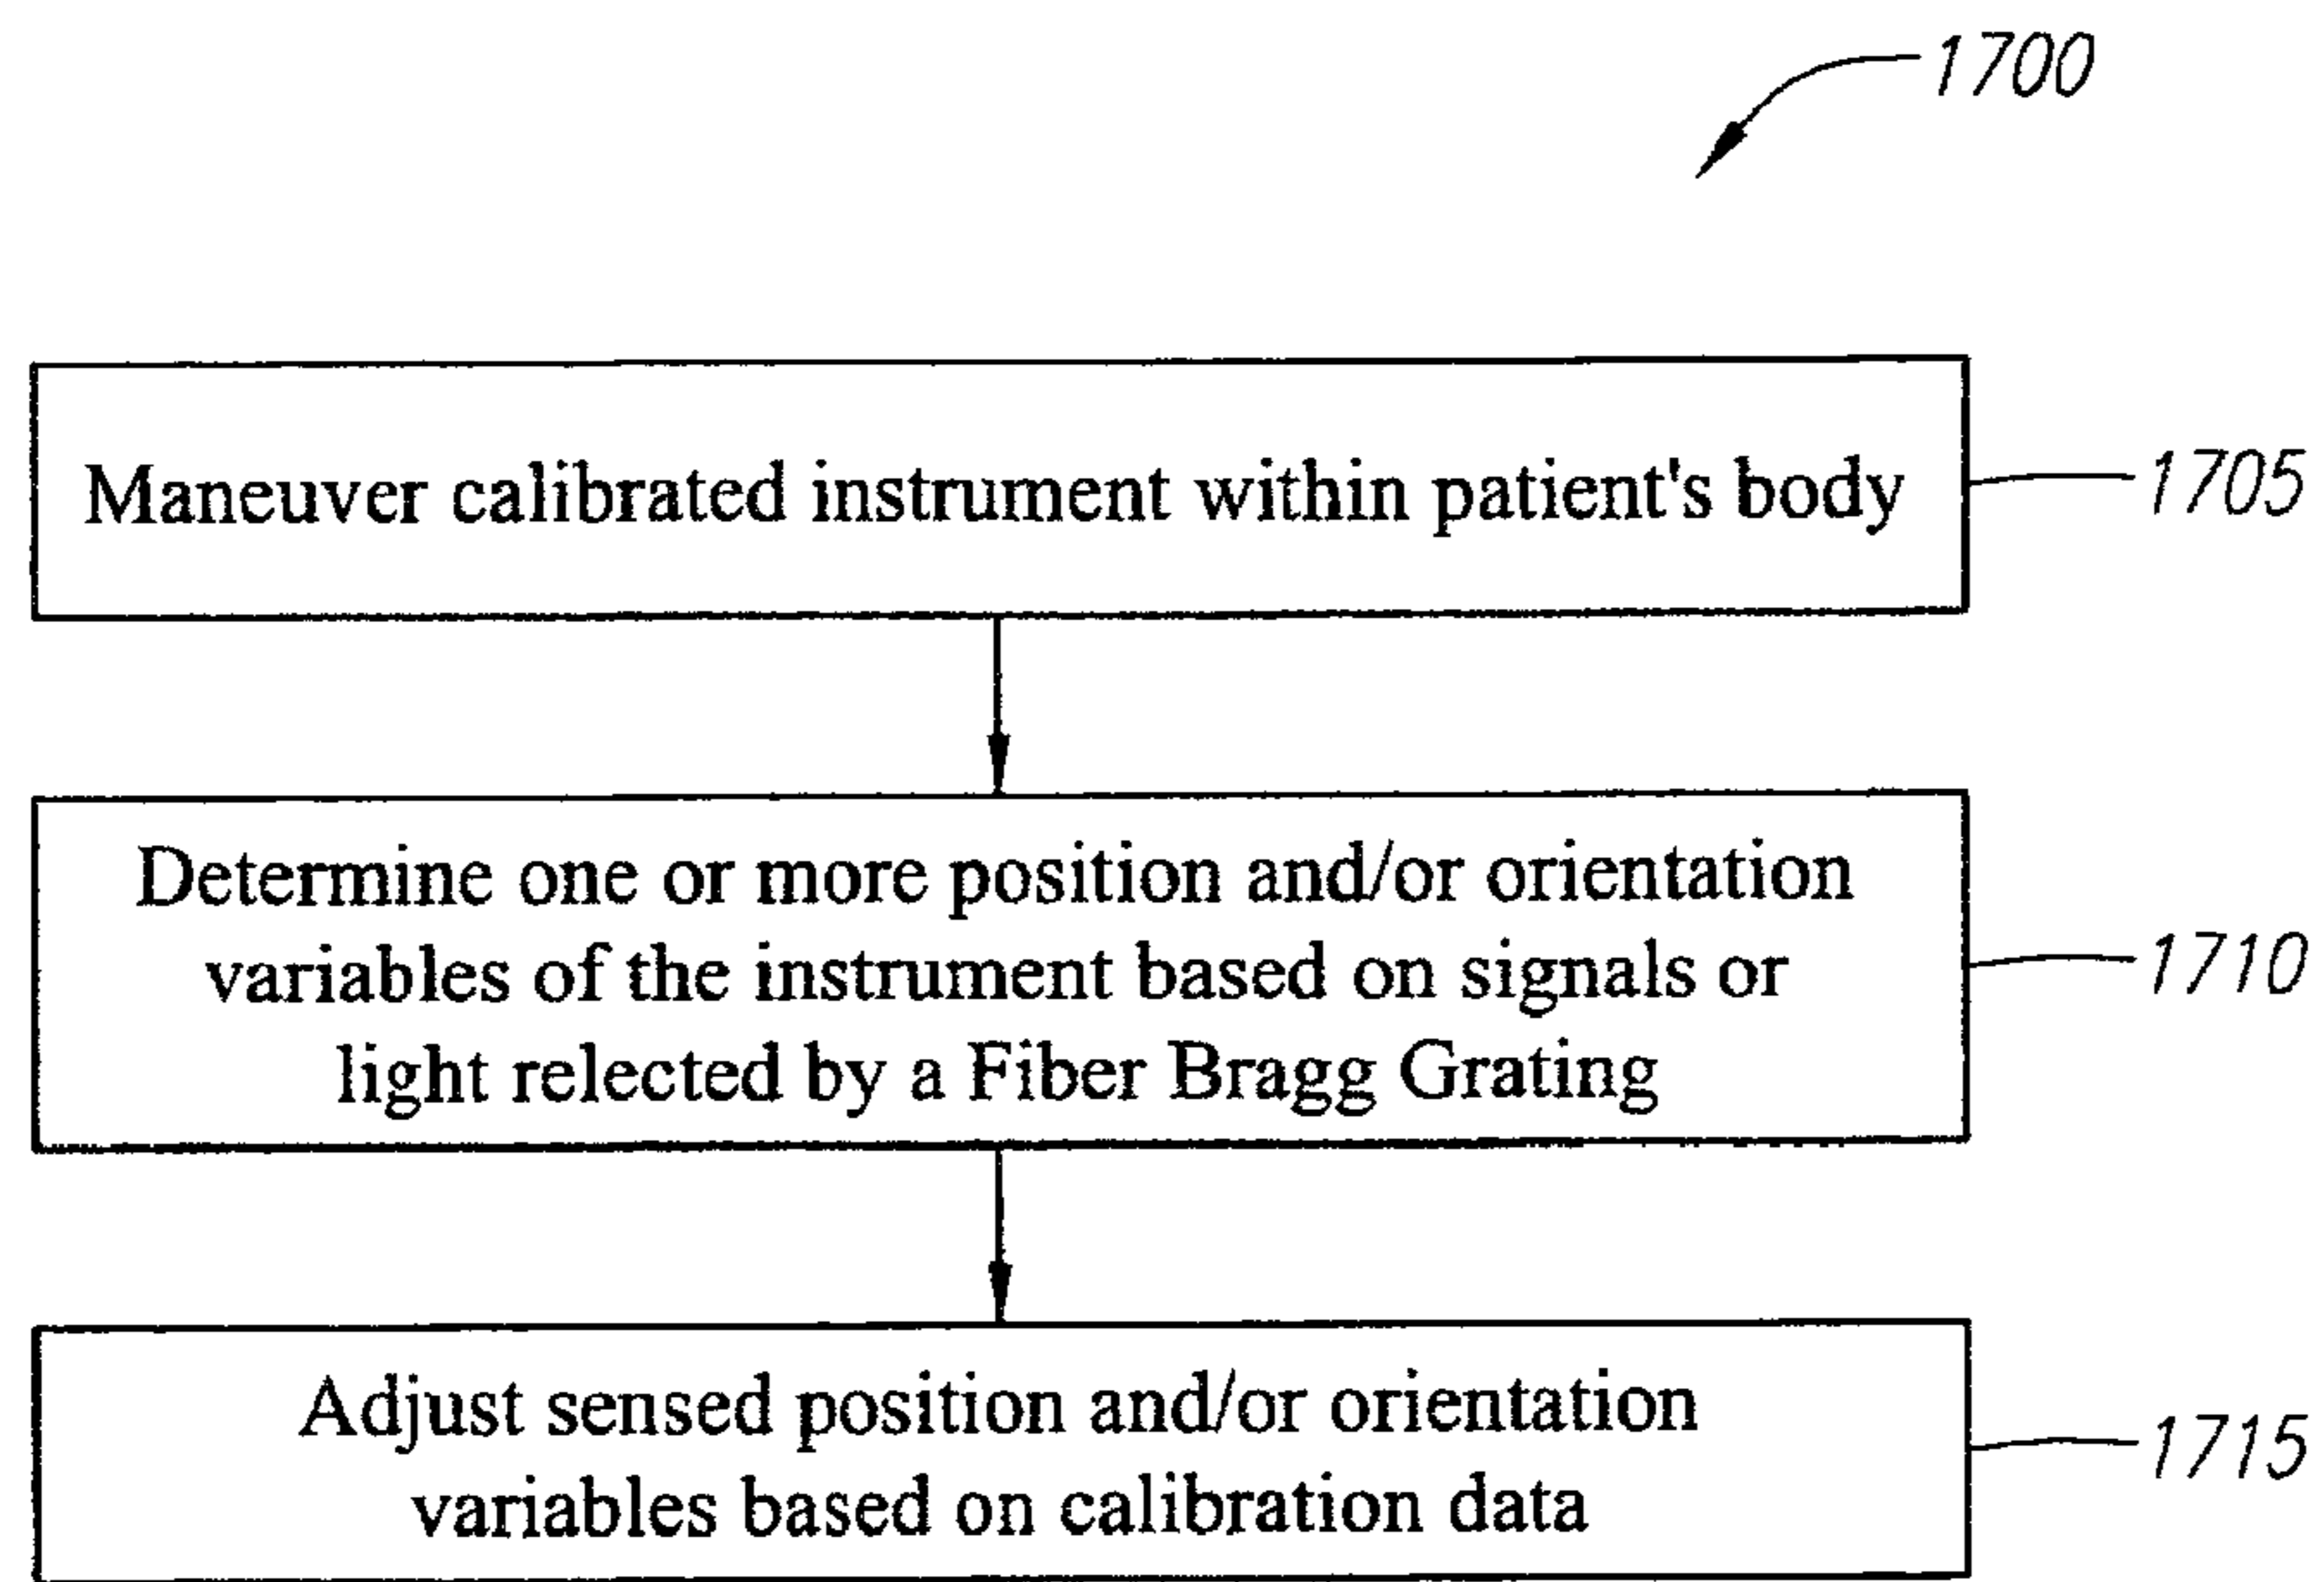 1700
Maneuver calibrated instrument within patient's body
1705
Determine one or more position and/or orientation
variables of the instrument based on signals or
light relected by a Fiber Bragg Grating
1710
Adjust sensed position and/or orientation
variables based on calibration data
1715